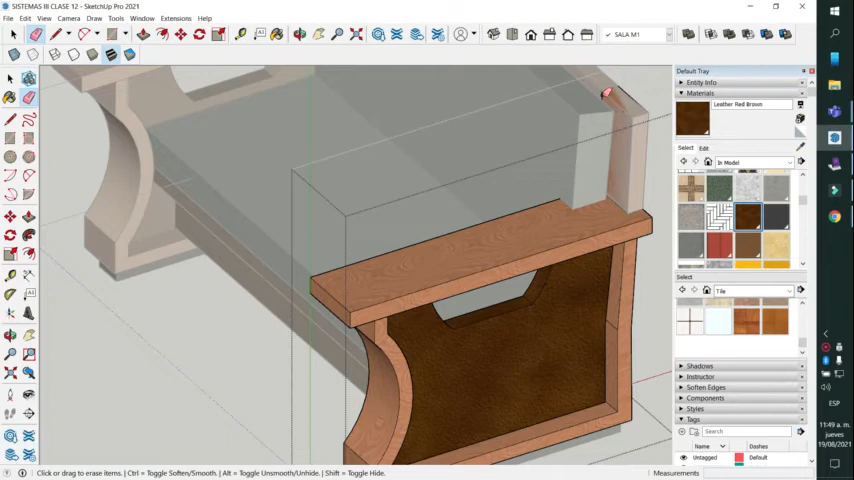 SISTEMAS III CLASE 12 - SketchUp Pro 2021
File Edit View Camera Draw Tools Window Extensions Help
SALA M1
Default Tray
Entity Info
Materials
Leather Red Brown
Select Edit
In Model
Select
Tile
Shadows
Instructor
Soften Edges
Components
Styles
Tags
Search
Name Dashes
Untagged Default
ESP
11:49 a. m.
jueves
19/08/2021
Click or drag to erase items. | Ctrl = Toggle Soften/Smooth. | Alt = Toggle Unsmooth/Unhide. | Shift = Toggle Hide.
Measurements